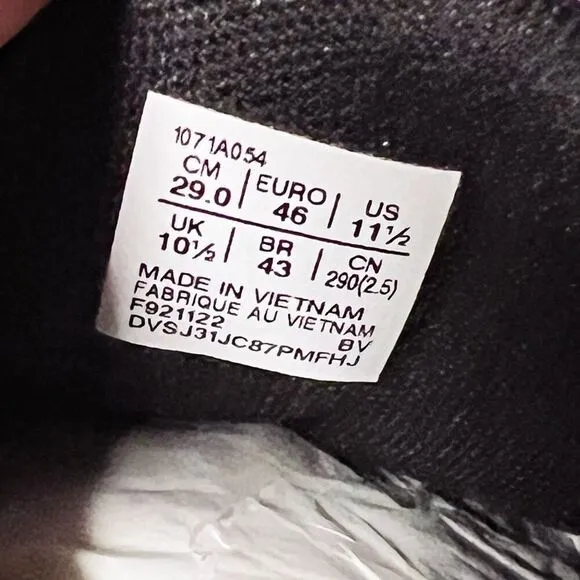 1071A054
CM EURO US
29.0 46 11½
UK BR CN
10½ 43 290(2.5)
MADE IN VIETNAM
FABRIQUE AU VIETNAM
F921122 BV
DVSJ31JC87PMFHJ